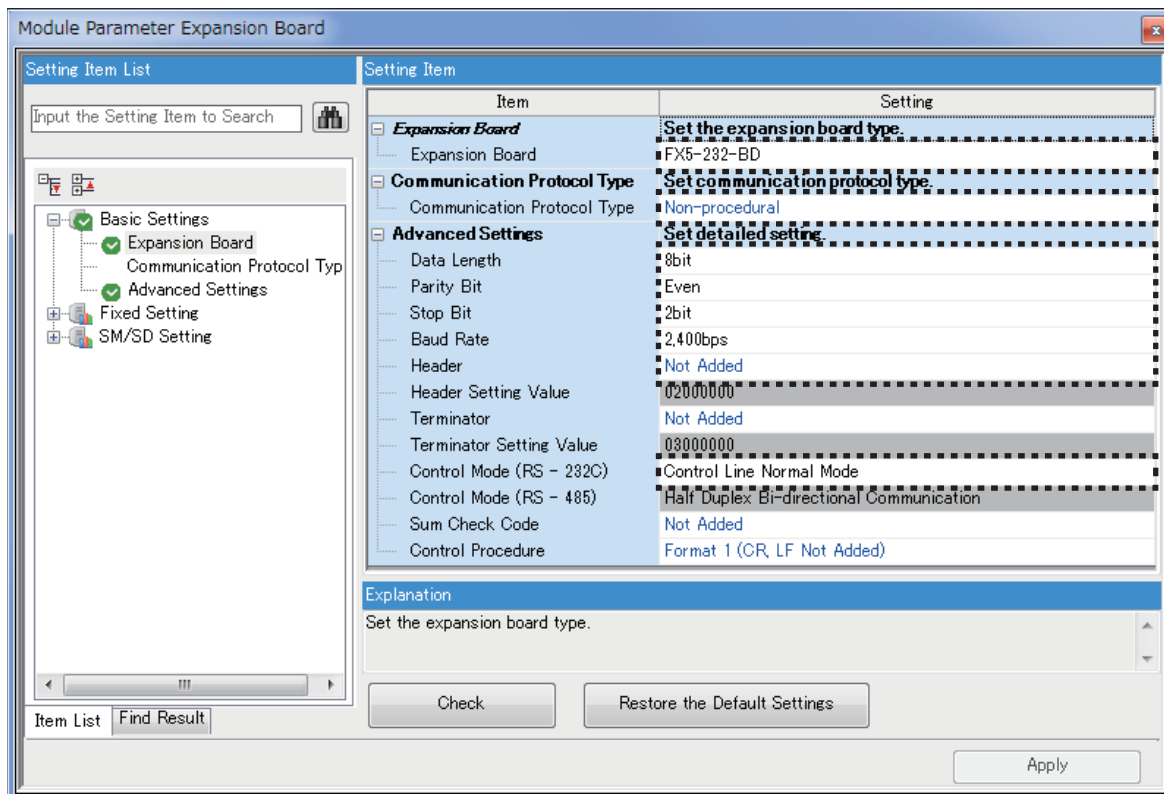 Module Parameter Expansion Board
x
Setting Item List
Input the Setting Item to Search
Basic Settings
Expansion Board
Communication Protocol Typ
Advanced Settings
Fixed Setting
SM/SD Setting
Item List
Find Result
Setting Item
Item Setting
Expansion Board Set the expansion board type.
Expansion Board FX5-232-BD
Communication Protocol Type Set communication protocol type.
Communication Protocol Type Non-procedural
Advanced Settings Set detailed setting.
Data Length 8bit
Parity Bit Even
Stop Bit 2bit
Baud Rate 2,400bps
Header Not Added
Header Setting Value 02000000
Terminator Not Added
Terminator Setting Value 03000000
Control Mode (RS - 232C) Control Line Normal Mode
Control Mode (RS - 485) Half Duplex Bi-directional Communication
Sum Check Code Not Added
Control Procedure Format 1 (CR, LF Not Added)
Explanation
Set the expansion board type.
Check
Restore the Default Settings
Apply